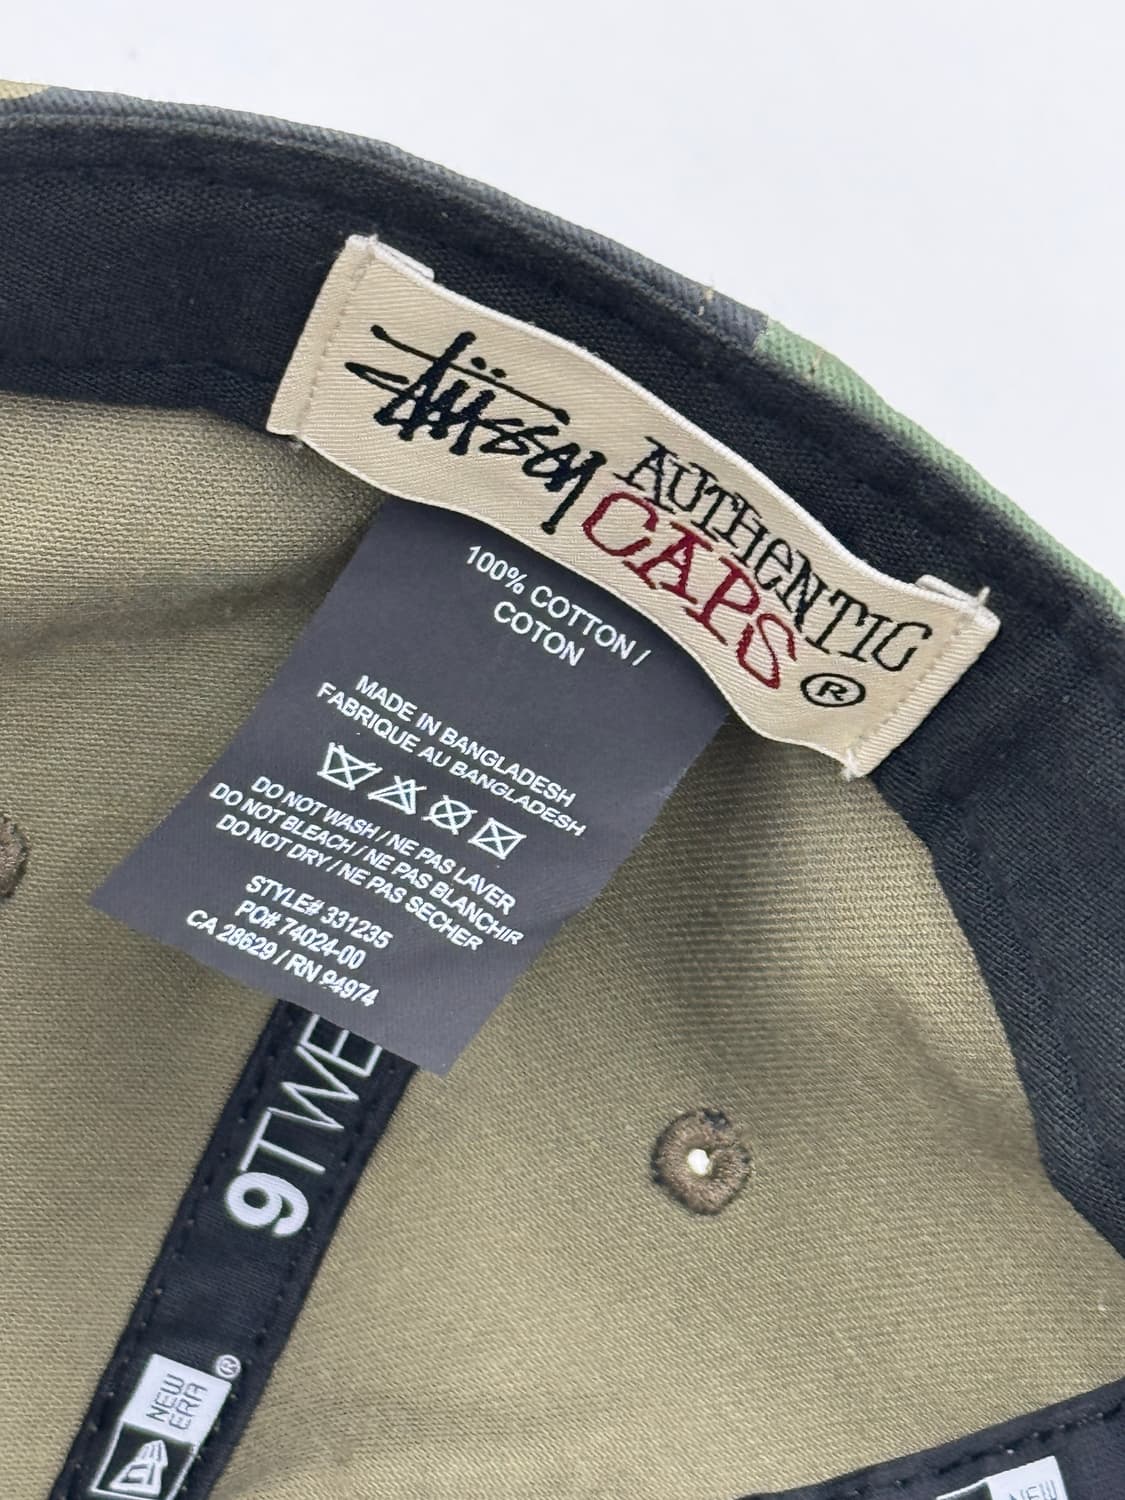 Stüssy
AUTHENTIC
CAPS ®
100% COTTON /
COTON
MADE IN BANGLADESH
FABRIQUE AU BANGLADESH
DO NOT WASH / NE PAS LAVER
DO NOT BLEACH / NE PAS BLANCHIR
DO NOT DRY / NE PAS SECHER
STYLE# 331235
PO# 74024-00
CA 28629 / RN 94974
9TWE
NEW
ERA ®
NEW